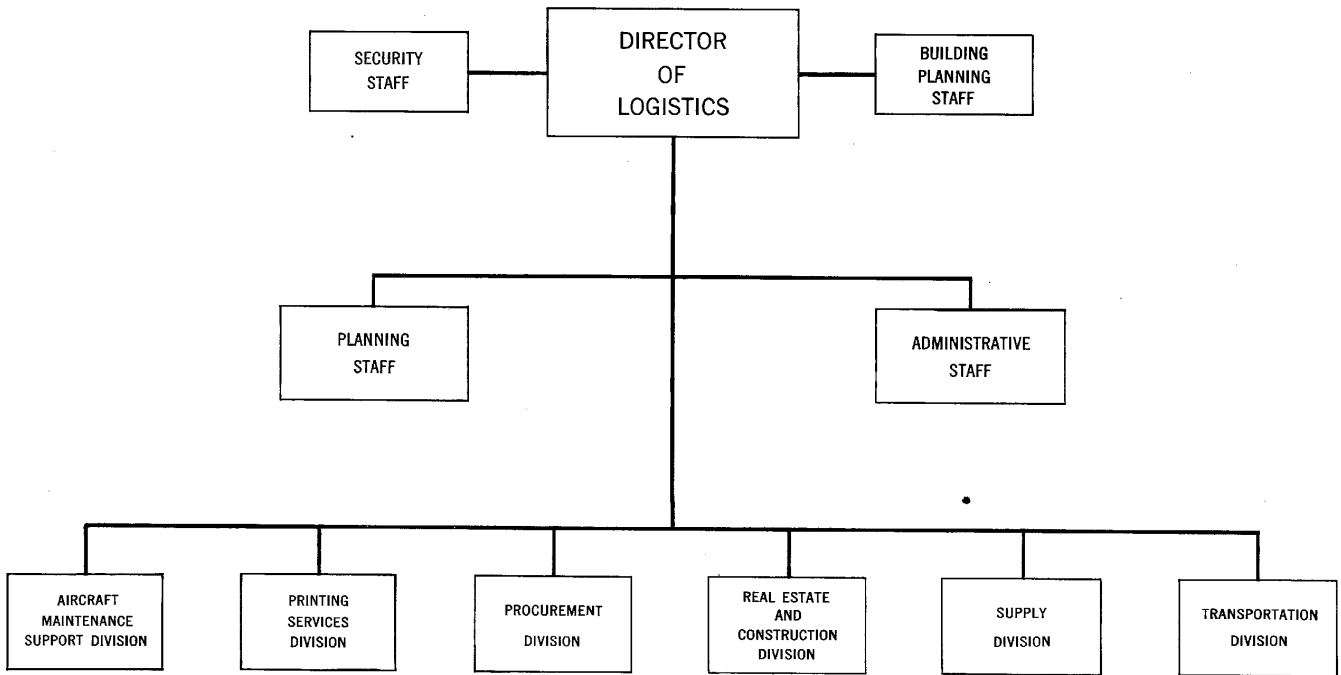 SECURITY
STAFF
DIRECTOR
OF
LOGISTICS
BUILDING
PLANNING
STAFF
PLANNING
STAFF
ADMINISTRATIVE
STAFF
AIRCRAFT
MAINTENANCE
SUPPORT DIVISION
PRINTING
SERVICES
DIVISION
PROCUREMENT
DIVISION
REAL ESTATE
AND
CONSTRUCTION
DIVISION
SUPPLY
DIVISION
TRANSPORTATION
DIVISION